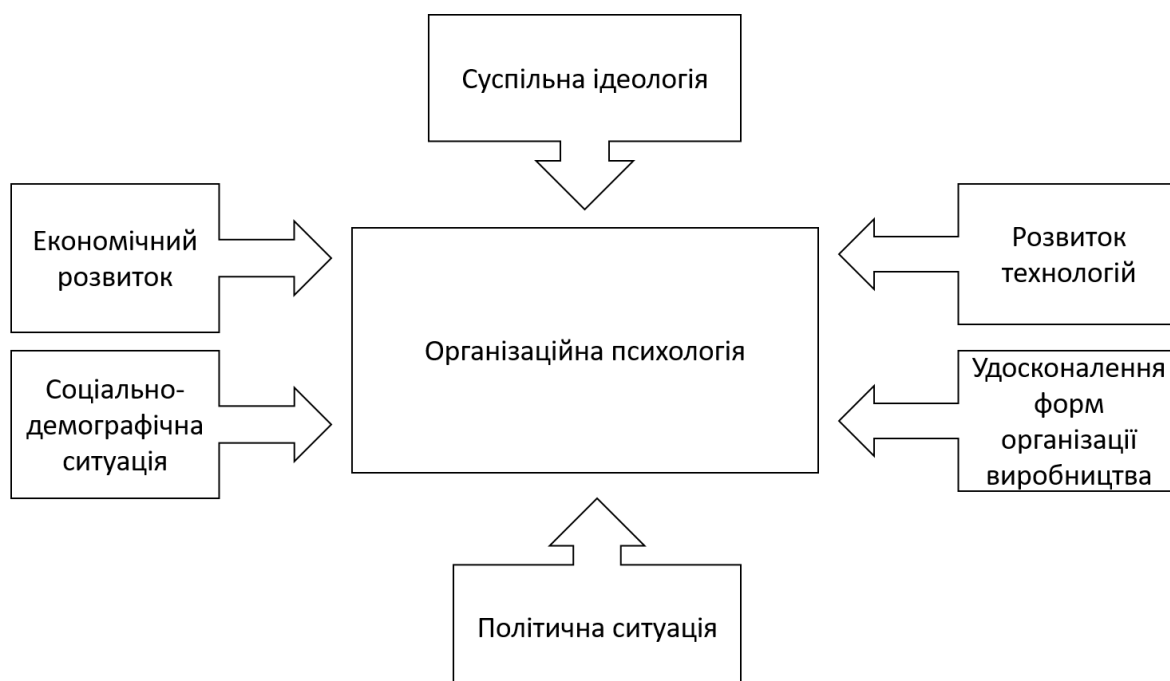 Суспільна ідеологія
Економічний
розвиток
Розвиток
технологій
Організаційна психологія
Соціально-
демографічна
ситуація
Удосконалення
форм
організації
виробництва
Політична ситуація